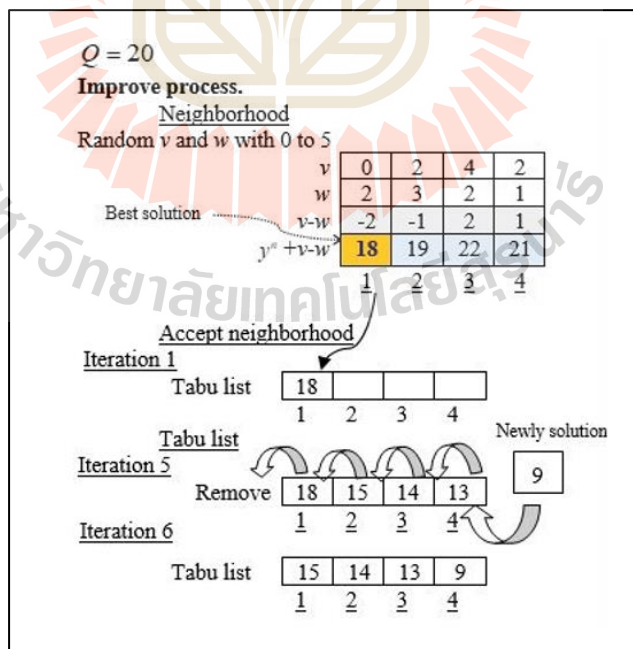 Q = 20
Improve process.
Neighborhood
Random v and w with 0 to 5
v 0 2 4 2
w 2 3 2 1
Best solution
v-w -2 -1 2 1
yⁿ +v-w 18 19 22 21
1 2 3 4
Accept neighborhood
Iteration 1
Tabu list 18
1 2 3 4
Tabu list
Newly solution
Iteration 5
Remove 18 15 14 13
9
1 2 3 4
Iteration 6
Tabu list 15 14 13 9
1 2 3 4